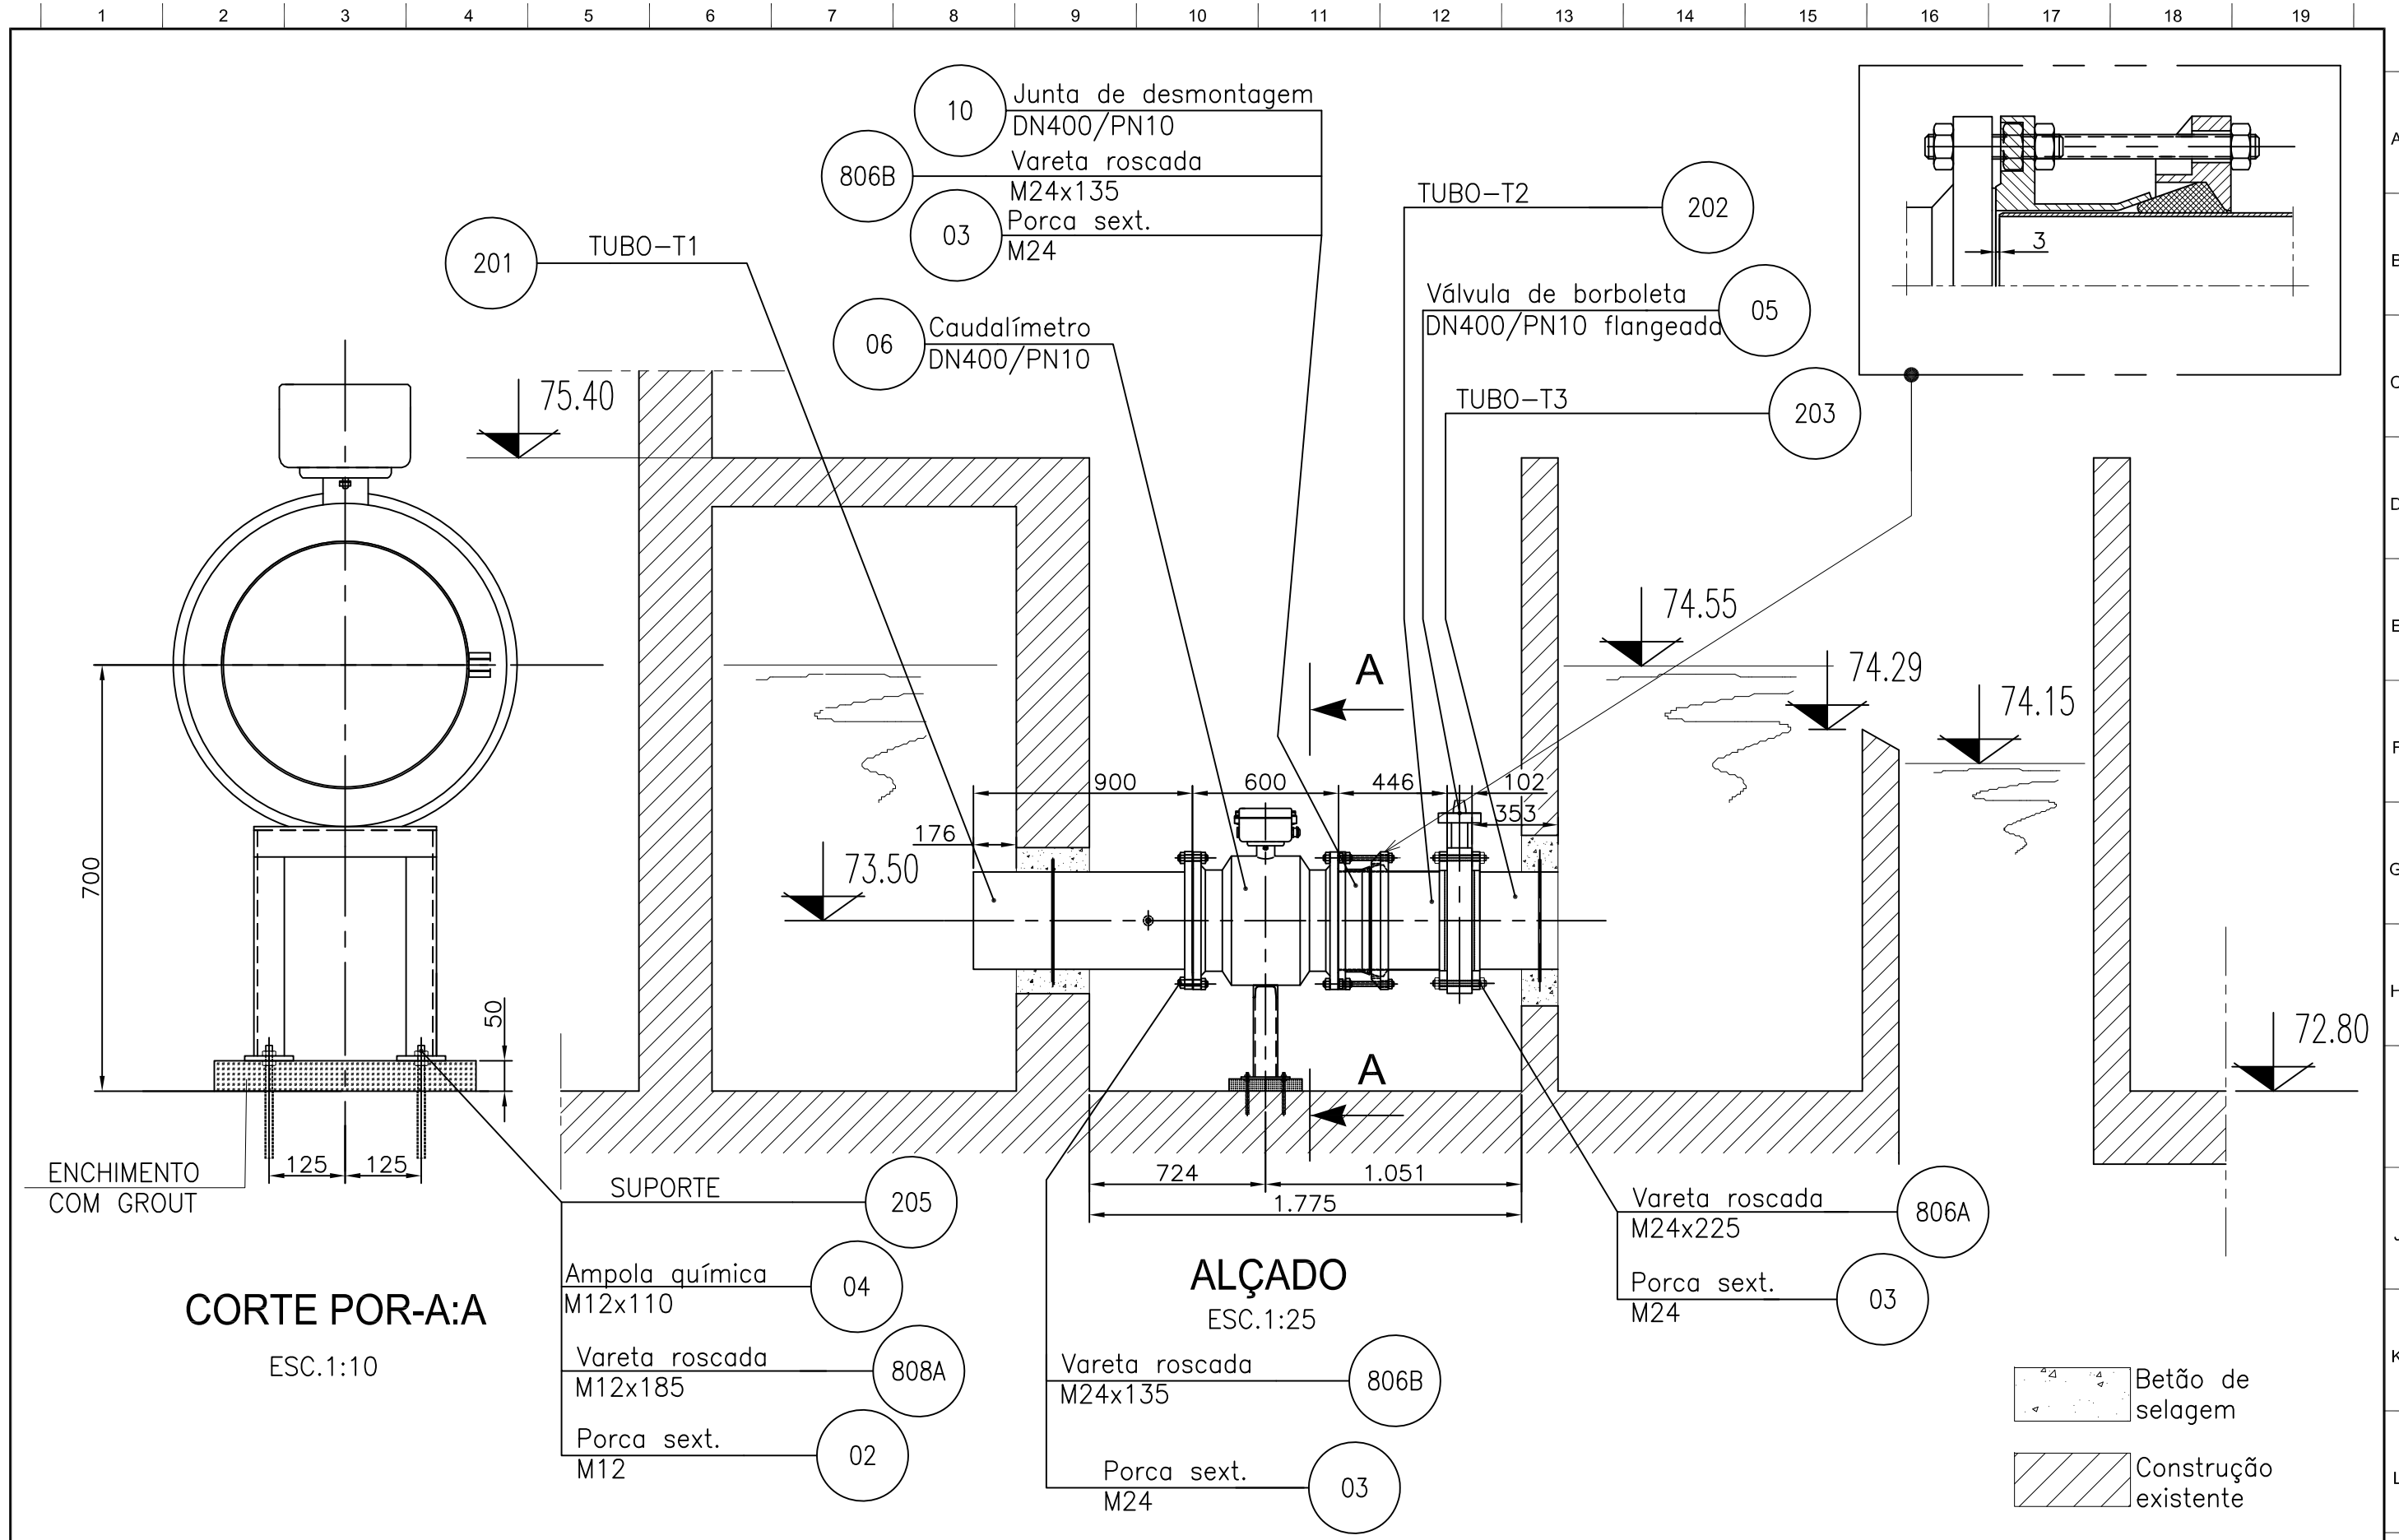 1 2 3 4 5 6 7 8 9 10 11 12 13 14 15 16 17 18 19
A
B
C
D
E
F
G
H
J
K
L
10
Junta de desmontagem
DN400/PN10
806B
Vareta roscada
M24x135
03
Porca sext.
M24
201
TUBO-T1
06
Caudalímetro
DN400/PN10
TUBO-T2
202
Válvula de borboleta
DN400/PN10 flangeada
05
TUBO-T3
203
3
75.40
74.55
74.29
74.15
73.50
72.80
A
A
900
600
446
102
353
176
700
50
125
125
724
1.051
1.775
ENCHIMENTO
COM GROUT
CORTE POR-A:A
ESC.1:10
SUPORTE
205
Ampola química
M12x110
04
Vareta roscada
M12x185
808A
Porca sext.
M12
02
ALÇADO
ESC.1:25
Vareta roscada
M24x135
806B
Porca sext.
M24
03
Vareta roscada
M24x225
806A
Porca sext.
M24
03
Betão de
selagem
Construção
existente